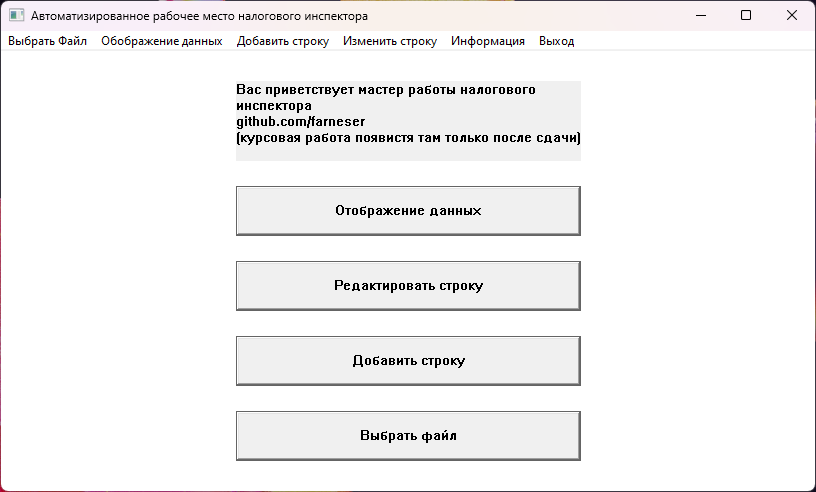 Автоматизированное рабочее место налогового инспектора
Выбрать Файл Обображение данных Добавить строку Изменить строку Информация Выход
Вас приветствует мастер работы налогового
инспектора
github.com/farneser
(курсовая работа появистя там только после сдачи)
Отображение данных
Редактировать строку
Добавить строку
Выбрать файл